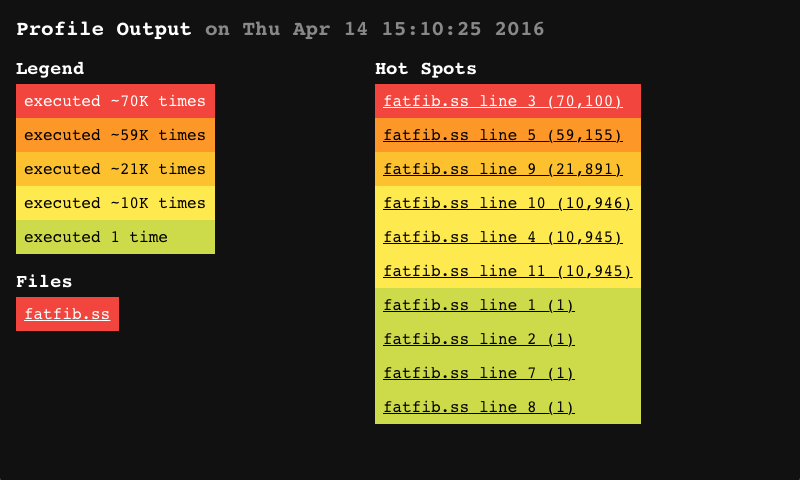 Profile Output on Thu Apr 14 15:10:25 2016
Legend
executed ~70K times
executed ~59K times
executed ~21K times
executed ~10K times
executed 1 time
Files
fatfib.ss
Hot Spots
fatfib.ss line 3 (70,100)
fatfib.ss line 5 (59,155)
fatfib.ss line 9 (21,891)
fatfib.ss line 10 (10,946)
fatfib.ss line 4 (10,945)
fatfib.ss line 11 (10,945)
fatfib.ss line 1 (1)
fatfib.ss line 2 (1)
fatfib.ss line 7 (1)
fatfib.ss line 8 (1)